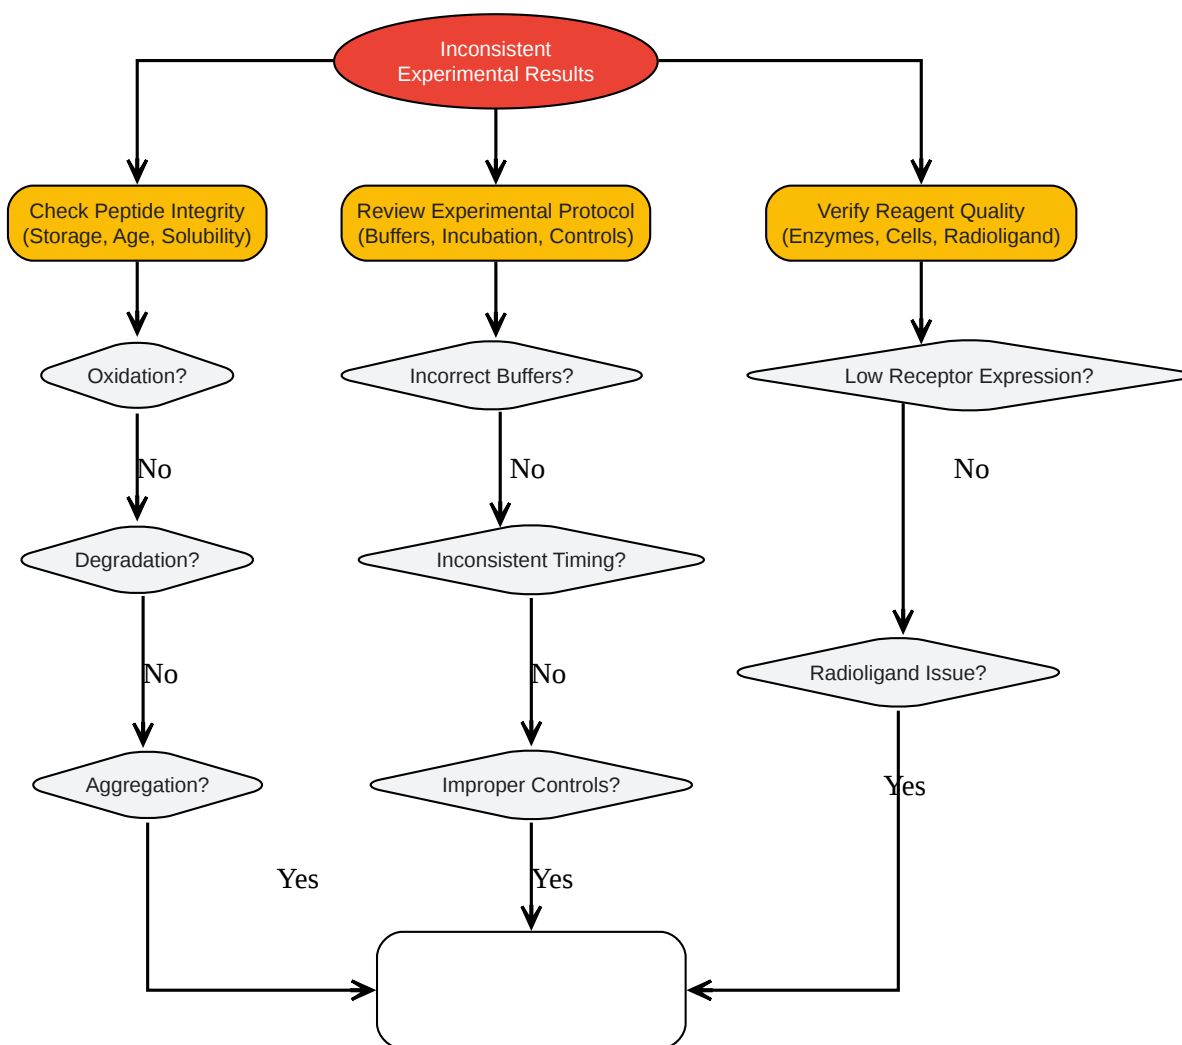 Inconsistent
Experimental Results
Check Peptide Integrity
(Storage, Age, Solubility)
Review Experimental Protocol
(Buffers, Incubation, Controls)
Verify Reagent Quality
(Enzymes, Cells, Radioligand)
Oxidation?
Incorrect Buffers?
Low Receptor Expression?
No
No
No
Degradation?
Inconsistent Timing?
No
No
Radioligand Issue?
Aggregation?
Improper Controls?
Yes
Yes
Yes